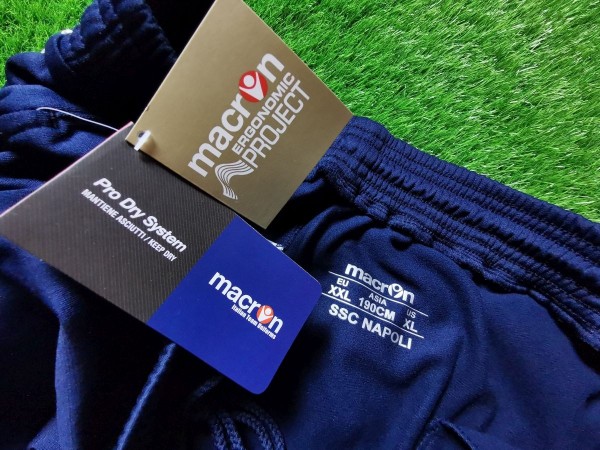 macron
ERGONOMIC
PROJECT
Pro Dry System
MANTIENE ASCIUTTI / KEEP DRY
macron
Italian Team Uniforms
macron
EU ASIA US
XXL 190CM XL
SSC NAPOLI